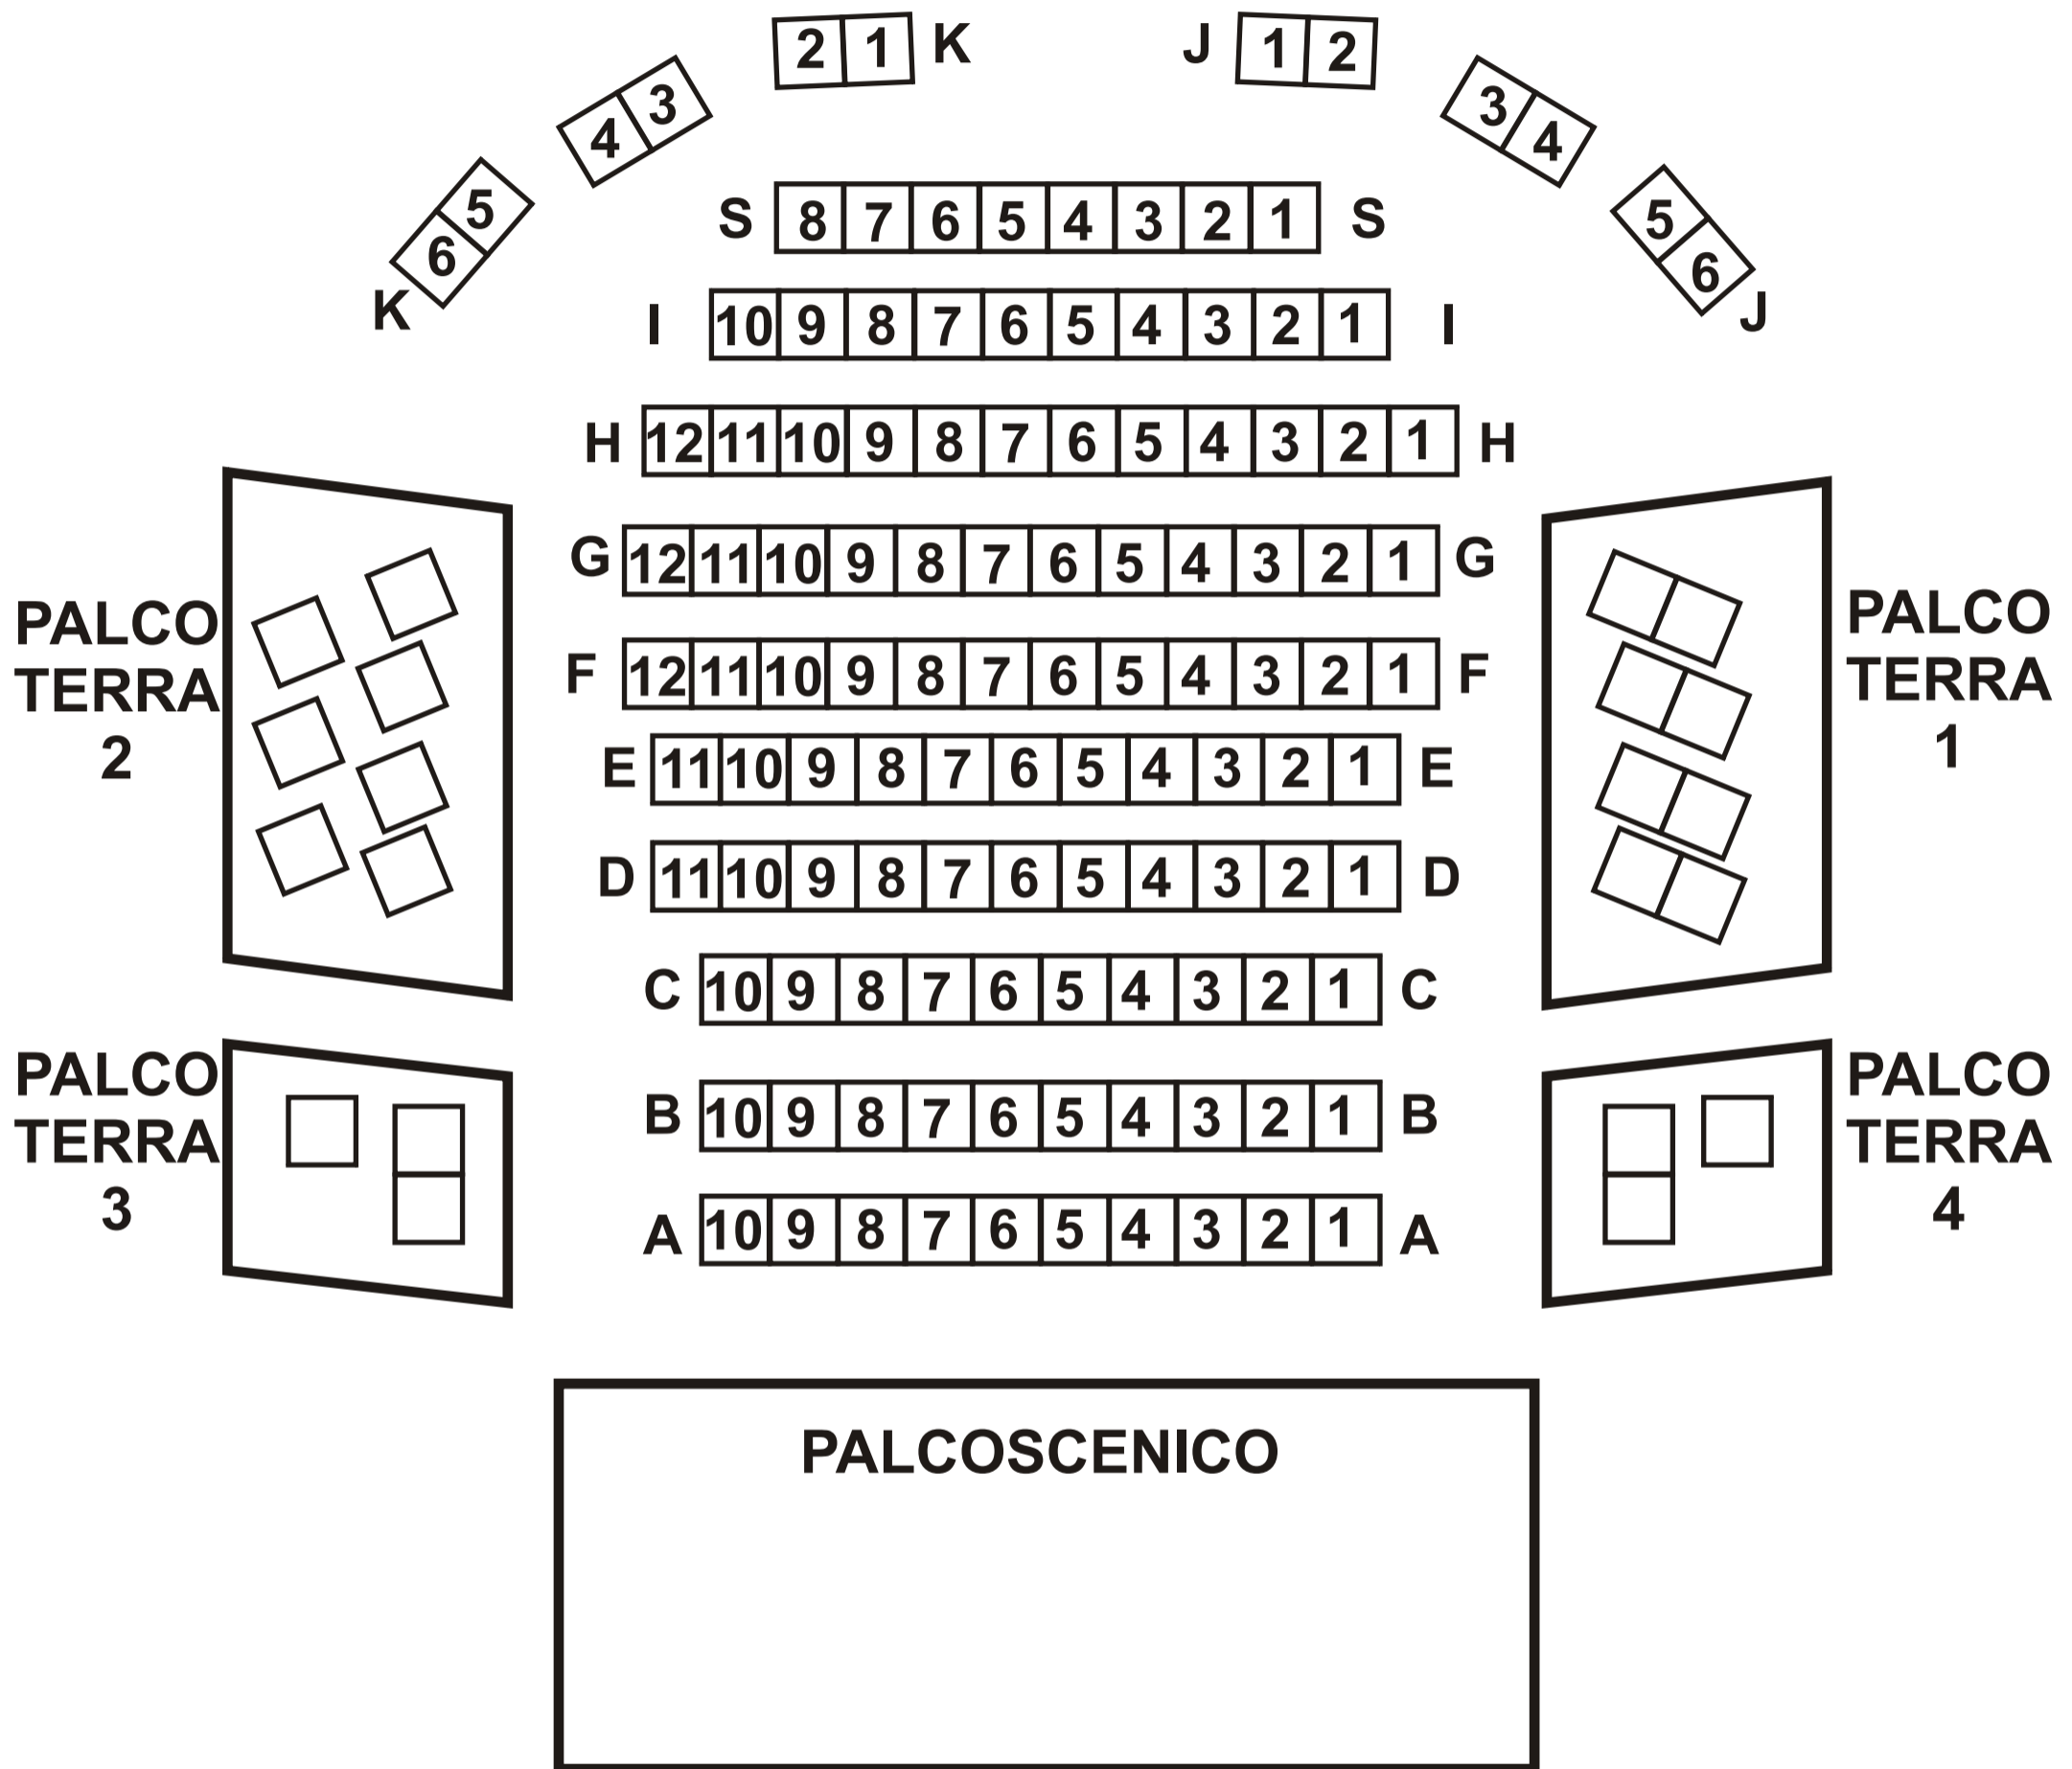 2 1 K
J 1 2
4 3
3 4
6 5
K
5 6
J
S 8 7 6 5 4 3 2 1 S
I 10 9 8 7 6 5 4 3 2 1 I
H 12 11 10 9 8 7 6 5 4 3 2 1 H
G 12 11 10 9 8 7 6 5 4 3 2 1 G
F 12 11 10 9 8 7 6 5 4 3 2 1 F
E 11 10 9 8 7 6 5 4 3 2 1 E
D 11 10 9 8 7 6 5 4 3 2 1 D
C 10 9 8 7 6 5 4 3 2 1 C
B 10 9 8 7 6 5 4 3 2 1 B
A 10 9 8 7 6 5 4 3 2 1 A
PALCO
TERRA
2
PALCO
TERRA
1
PALCO
TERRA
3
PALCO
TERRA
4
PALCOSCENICO